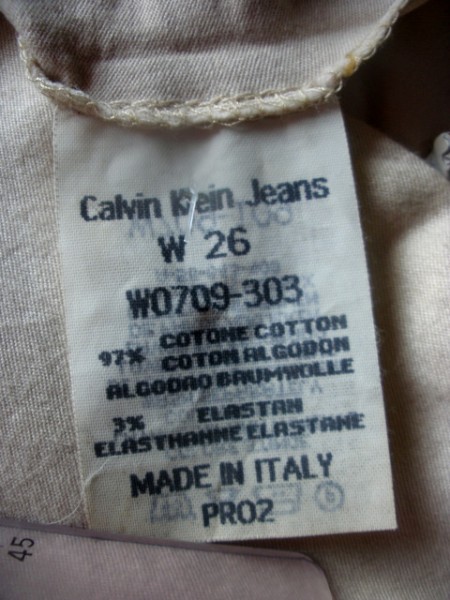 Calvin Klein Jeans
W 26
W0709-303
97% COTONE COTTON
COTON ALGODON
ALGODAO BAUMWOLLE
3% ELASTAN
ELASTHANNE ELASTANE
MADE IN ITALY
PRO2
45